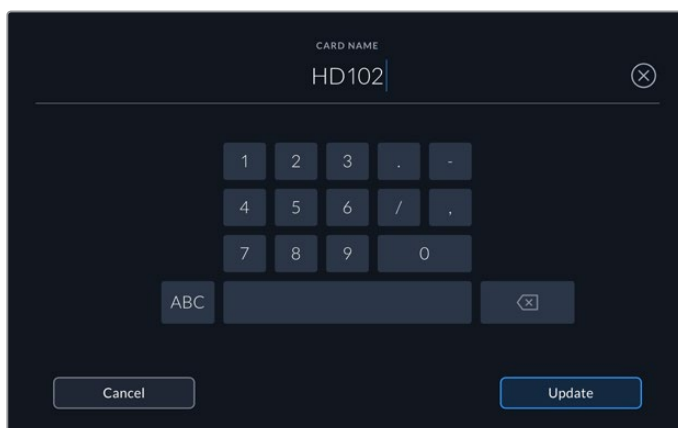 CARD NAME
HD102
1 2 3 . -
4 5 6 / ,
7 8 9 0
ABC
Cancel Update